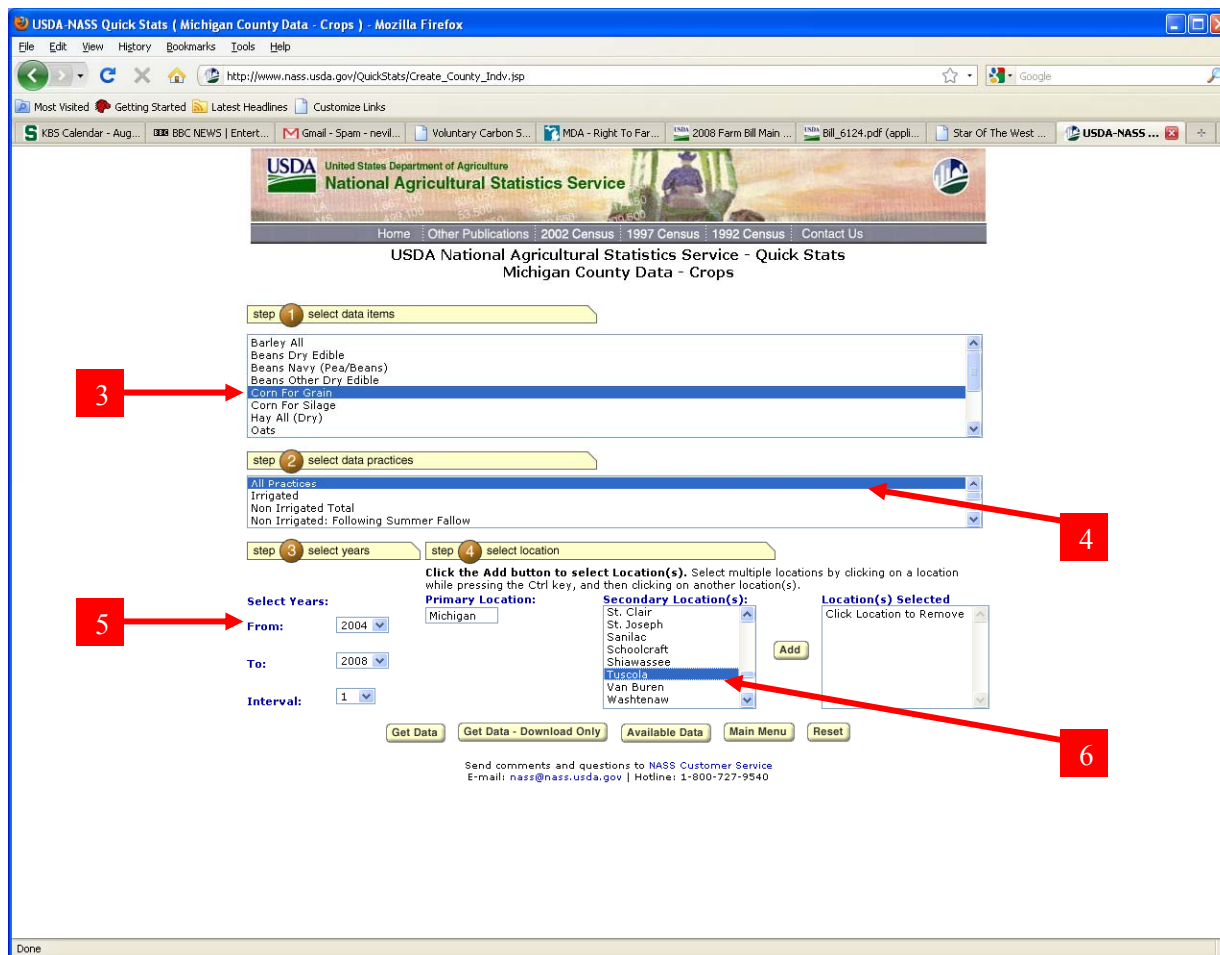 USDA-NASS Quick Stats ( Michigan County Data - Crops ) - Mozilla Firefox
File Edit View History Bookmarks Tools Help
http://www.nass.usda.gov/QuickStats/Create_County_Indv.jsp
Google
Most Visited Getting Started Latest Headlines Customize Links
KBS Calendar - Aug... BBC NEWS | Entert... Gmail - Spam - nevil... Voluntary Carbon S... MDA - Right To Far... 2008 Farm Bill Main ... Bill_6124.pdf (appli... Star Of The West ... USDA-NASS ...
USDA United States Department of Agriculture
National Agricultural Statistics Service
Home Other Publications 2002 Census 1997 Census 1992 Census Contact Us
USDA National Agricultural Statistics Service - Quick Stats
Michigan County Data - Crops
step 1 select data items
Barley All
Beans Dry Edible
Beans Navy (Pea/Beans)
Beans Other Dry Edible
3
Corn For Grain
Corn For Silage
Hay All (Dry)
Oats
step 2 select data practices
All Practices
Irrigated
Non Irrigated Total
Non Irrigated: Following Summer Fallow
4
step 3 select years
step 4 select location
Click the Add button to select Location(s). Select multiple locations by clicking on a location
while pressing the Ctrl key, and then clicking on another location(s).
5
Select Years:
From: 2004
To: 2008
Interval: 1
Primary Location:
Michigan
Secondary Location(s):
St. Clair
St. Joseph
Sanilac
Schoolcraft
Shiawassee
Tuscola
Van Buren
Washtenaw
Add
Location(s) Selected
Click Location to Remove
6
Get Data Get Data - Download Only Available Data Main Menu Reset
Send comments and questions to NASS Customer Service
E-mail: nass@nass.usda.gov | Hotline: 1-800-727-9540
Done